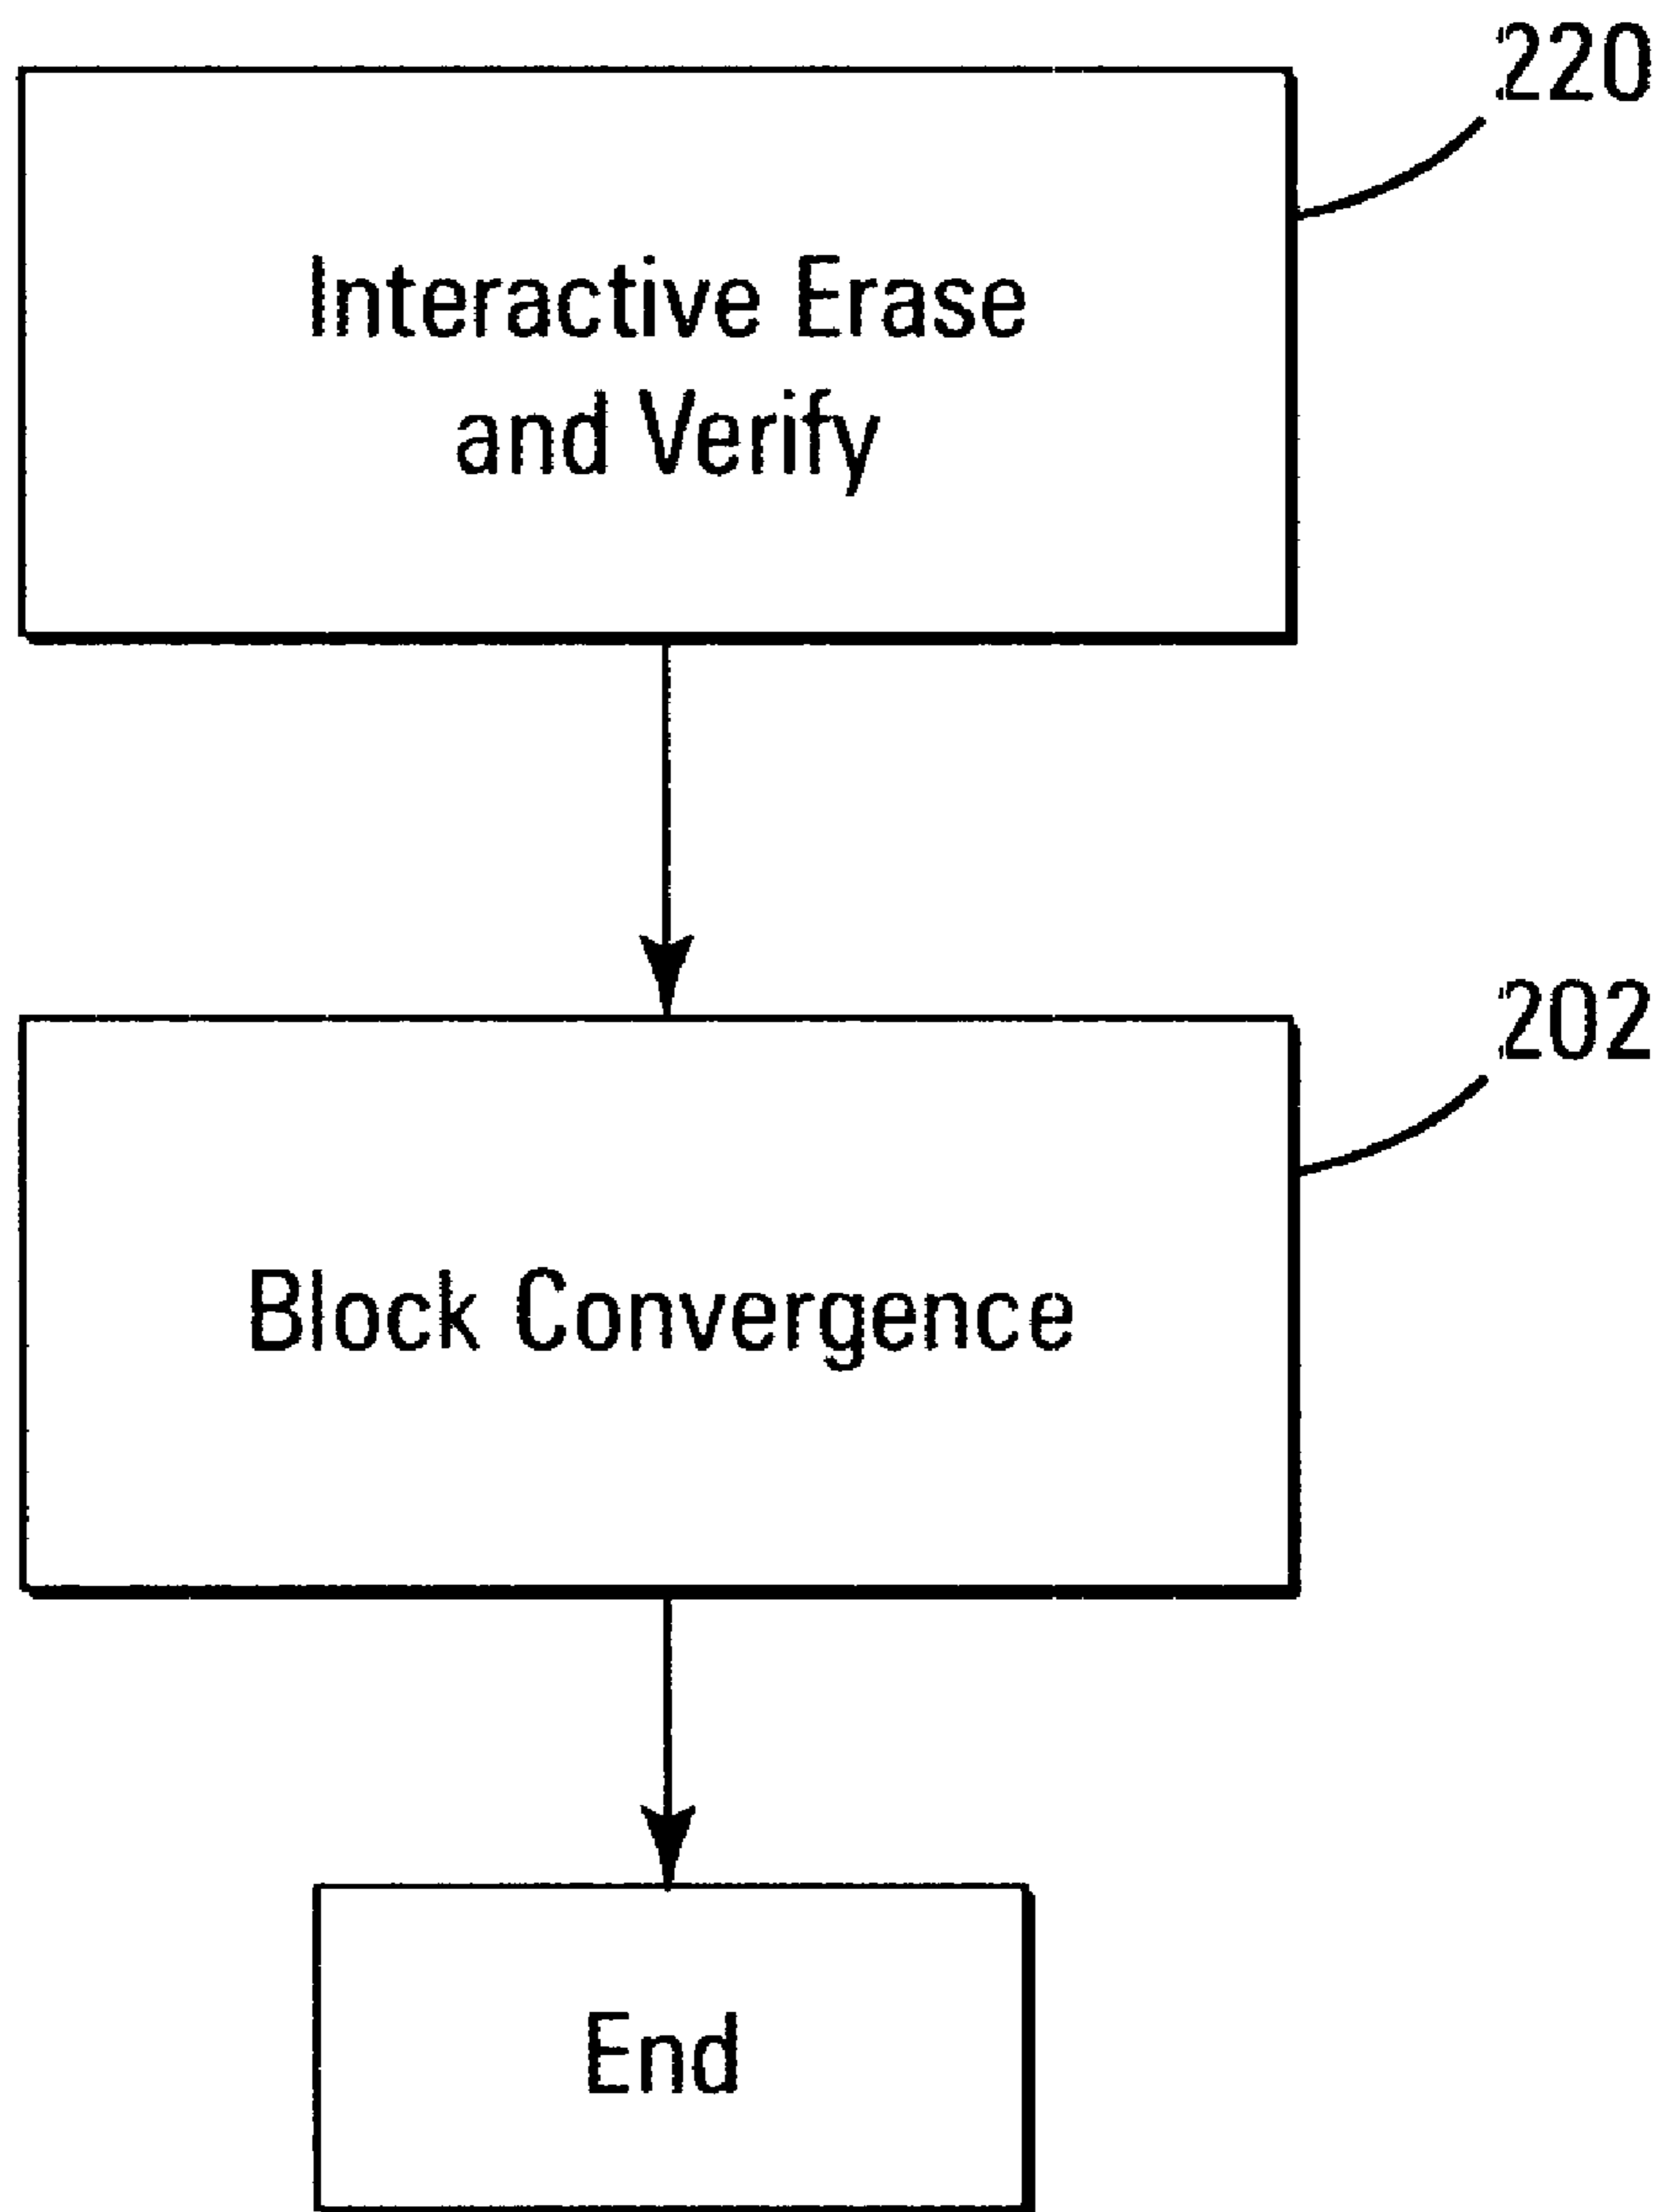 220
Interactive Erase
and Verify
202
Block Convergence
End